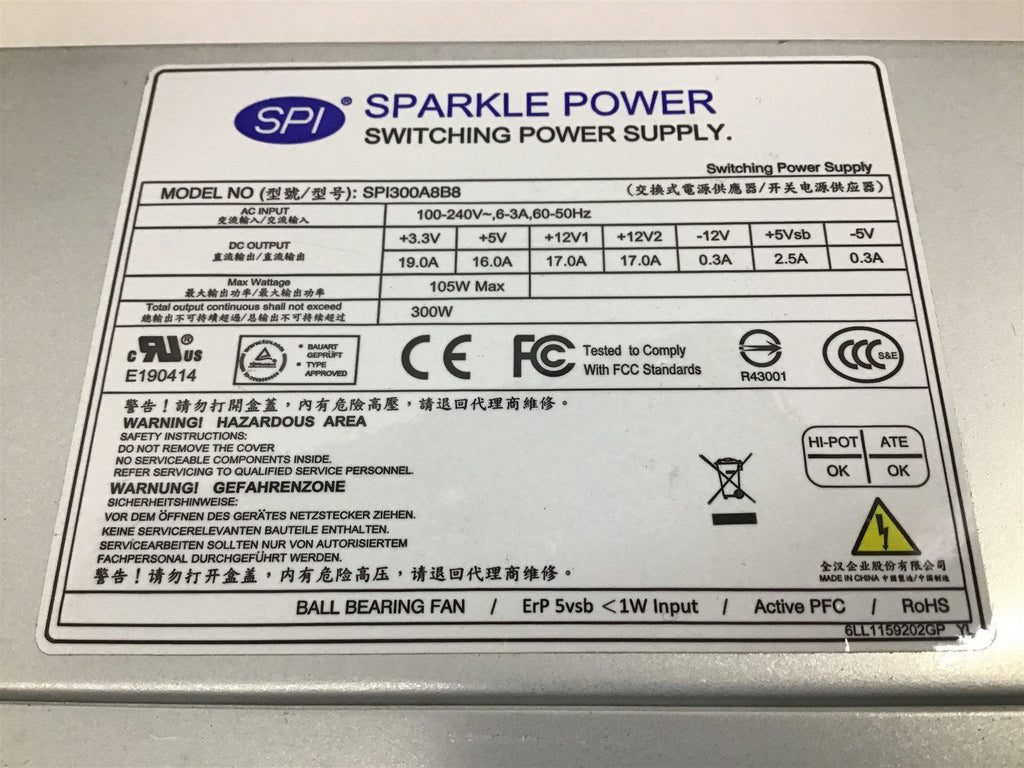 SPI® SPARKLE POWER
SWITCHING POWER SUPPLY.
Switching Power Supply
MODEL NO (型號/型号): SPI300A8B8 (交換式電源供應器/开关电源供应器)
AC INPUT 100-240V~,6-3A,60-50Hz
交流輸入/交流输入
DC OUTPUT +3.3V +5V +12V1 +12V2 -12V +5Vsb -5V
直流輸出/直流输出 19.0A 16.0A 17.0A 17.0A 0.3A 2.5A 0.3A
Max Wattage 105W Max
最大輸出功率/最大输出功率
Total output continuous shall not exceed 300W
總輸出不可持續超過/总输出不可持续超过
c RU® US
E190414
• BAUART
GEPRÜFT
• TYPE
APPROVED
CE
FC Tested to Comply
With FCC Standards
R43001
CCC S&E
警告！請勿打開盒蓋，內有危險高壓，請退回代理商維修。
WARNING! HAZARDOUS AREA
SAFETY INSTRUCTIONS:
DO NOT REMOVE THE COVER
NO SERVICEABLE COMPONENTS INSIDE.
REFER SERVICING TO QUALIFIED SERVICE PERSONNEL.
WARNUNG! GEFAHRENZONE
SICHERHEITSHINWEISE:
VOR DEM ÖFFNEN DES GERÄTES NETZSTECKER ZIEHEN.
KEINE SERVICERELEVANTEN BAUTEILE ENTHALTEN.
SERVICEARBEITEN SOLLTEN NUR VON AUTORISIERTEM
FACHPERSONAL DURCHGEFÜHRT WERDEN.
警告！请勿打开盒盖，内有危险高压，请退回代理商维修。
HI-POT ATE
OK OK
全汉企业股份有限公司
MADE IN CHINA 中國製造/中国制造
BALL BEARING FAN / ErP 5vsb <1W Input / Active PFC / RoHS
6LL1159202GP YL